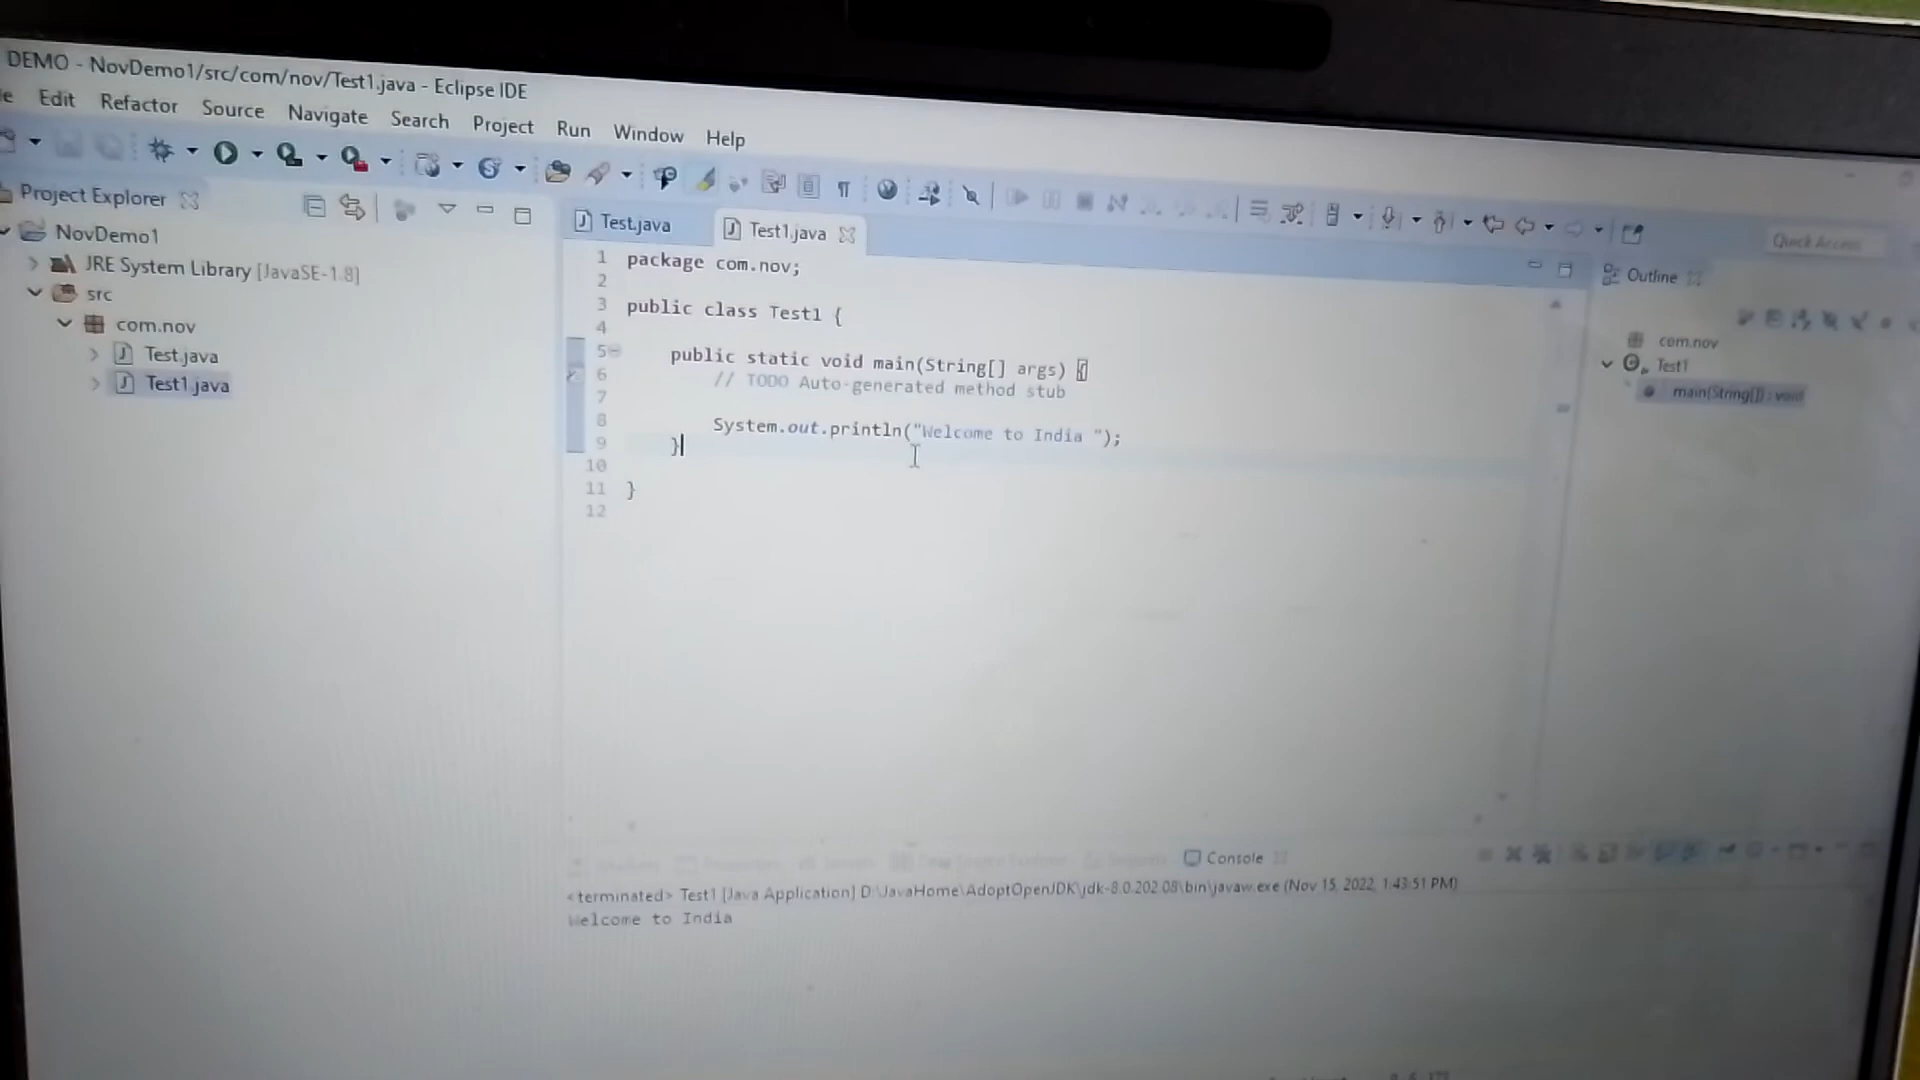 DEMO - NovDemo1/src/com/nov/Test1.java - Eclipse IDE
Edit Refactor Source Navigate Search Project Run Window Help
Project Explorer
NovDemo1
JRE System Library [JavaSE-1.8]
src
com.nov
Test.java
Test1.java
Test.java Test1.java
Quick Access
1 package com.nov;
2
3 public class Test1 {
4
5 public static void main(String[] args) {
6 // TODO Auto-generated method stub
7
8 System.out.println("Welcome to India ");
9 }
10
11 }
12
Outline
com.nov
Test1
main(String[]) : void
Console
<terminated> Test1 [Java Application] D:\JavaHome\AdoptOpenJDK\jdk-8.0.202.08\bin\javaw.exe (Nov 15, 2022, 1:43:51 PM)
Welcome to India